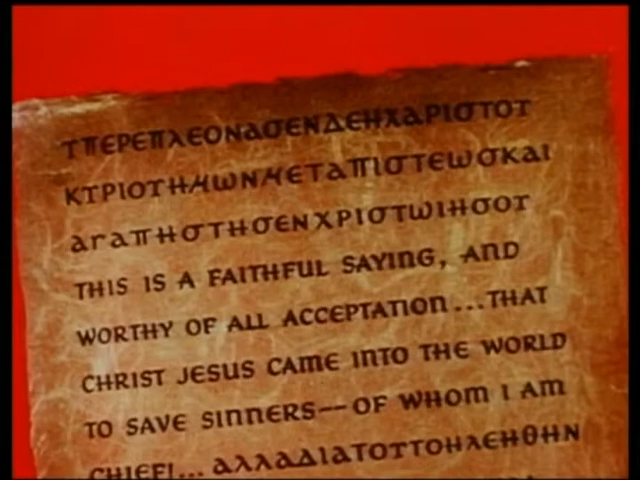 ΥΠΕΡΕΠΛΕΟΝΑΣΕΝΔΕΗΧΑΡΙΣΤΟΥ
ΚΥΡΙΟΥΗΜΩΝΜΕΤΑΠΙΣΤΕΩΣΚΑΙ
ΑΓΑΠΗΣΤΗΣΕΝΧΡΙΣΤΩΙΗΣΟΥ
THIS IS A FAITHFUL SAYING, AND
WORTHY OF ALL ACCEPTATION...THAT
CHRIST JESUS CAME INTO THE WORLD
TO SAVE SINNERS—OF WHOM I AM
CHIEF!... ΑΛΛΑΔΙΑΤΟΥΤΟΗΛΕΗΘΗΝ